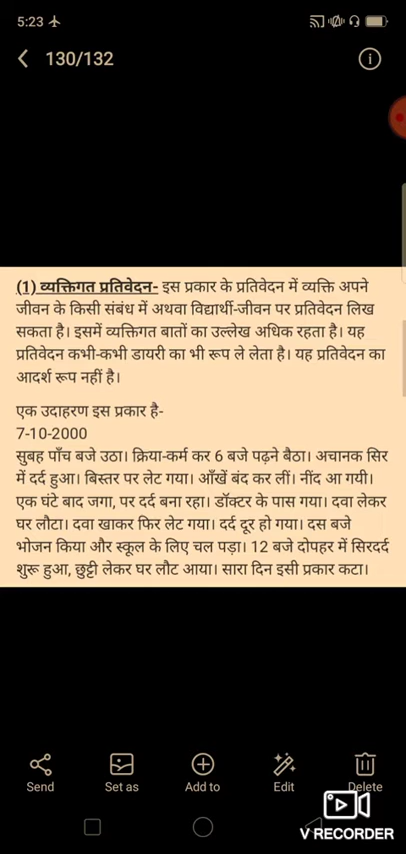 5:23
130/132
(1) व्यक्तिगत प्रतिवेदन- इस प्रकार के प्रतिवेदन में व्यक्ति अपने
जीवन के किसी संबंध में अथवा विद्यार्थी-जीवन पर प्रतिवेदन लिख
सकता है। इसमें व्यक्तिगत बातों का उल्लेख अधिक रहता है। यह
प्रतिवेदन कभी-कभी डायरी का भी रूप ले लेता है। यह प्रतिवेदन का
आदर्श रूप नहीं है।
एक उदाहरण इस प्रकार है-
7-10-2000
सुबह पाँच बजे उठा। क्रिया-कर्म कर 6 बजे पढ़ने बैठा। अचानक सिर
में दर्द हुआ। बिस्तर पर लेट गया। आँखें बंद कर लीं। नींद आ गयी।
एक घंटे बाद जगा, पर दर्द बना रहा। डॉक्टर के पास गया। दवा लेकर
घर लौटा। दवा खाकर फिर लेट गया। दर्द दूर हो गया। दस बजे
भोजन किया और स्कूल के लिए चल पड़ा। 12 बजे दोपहर में सिरदर्द
शुरू हुआ, छुट्टी लेकर घर लौट आया। सारा दिन इसी प्रकार कटा।
Send Set as Add to Edit Delete
V RECORDER